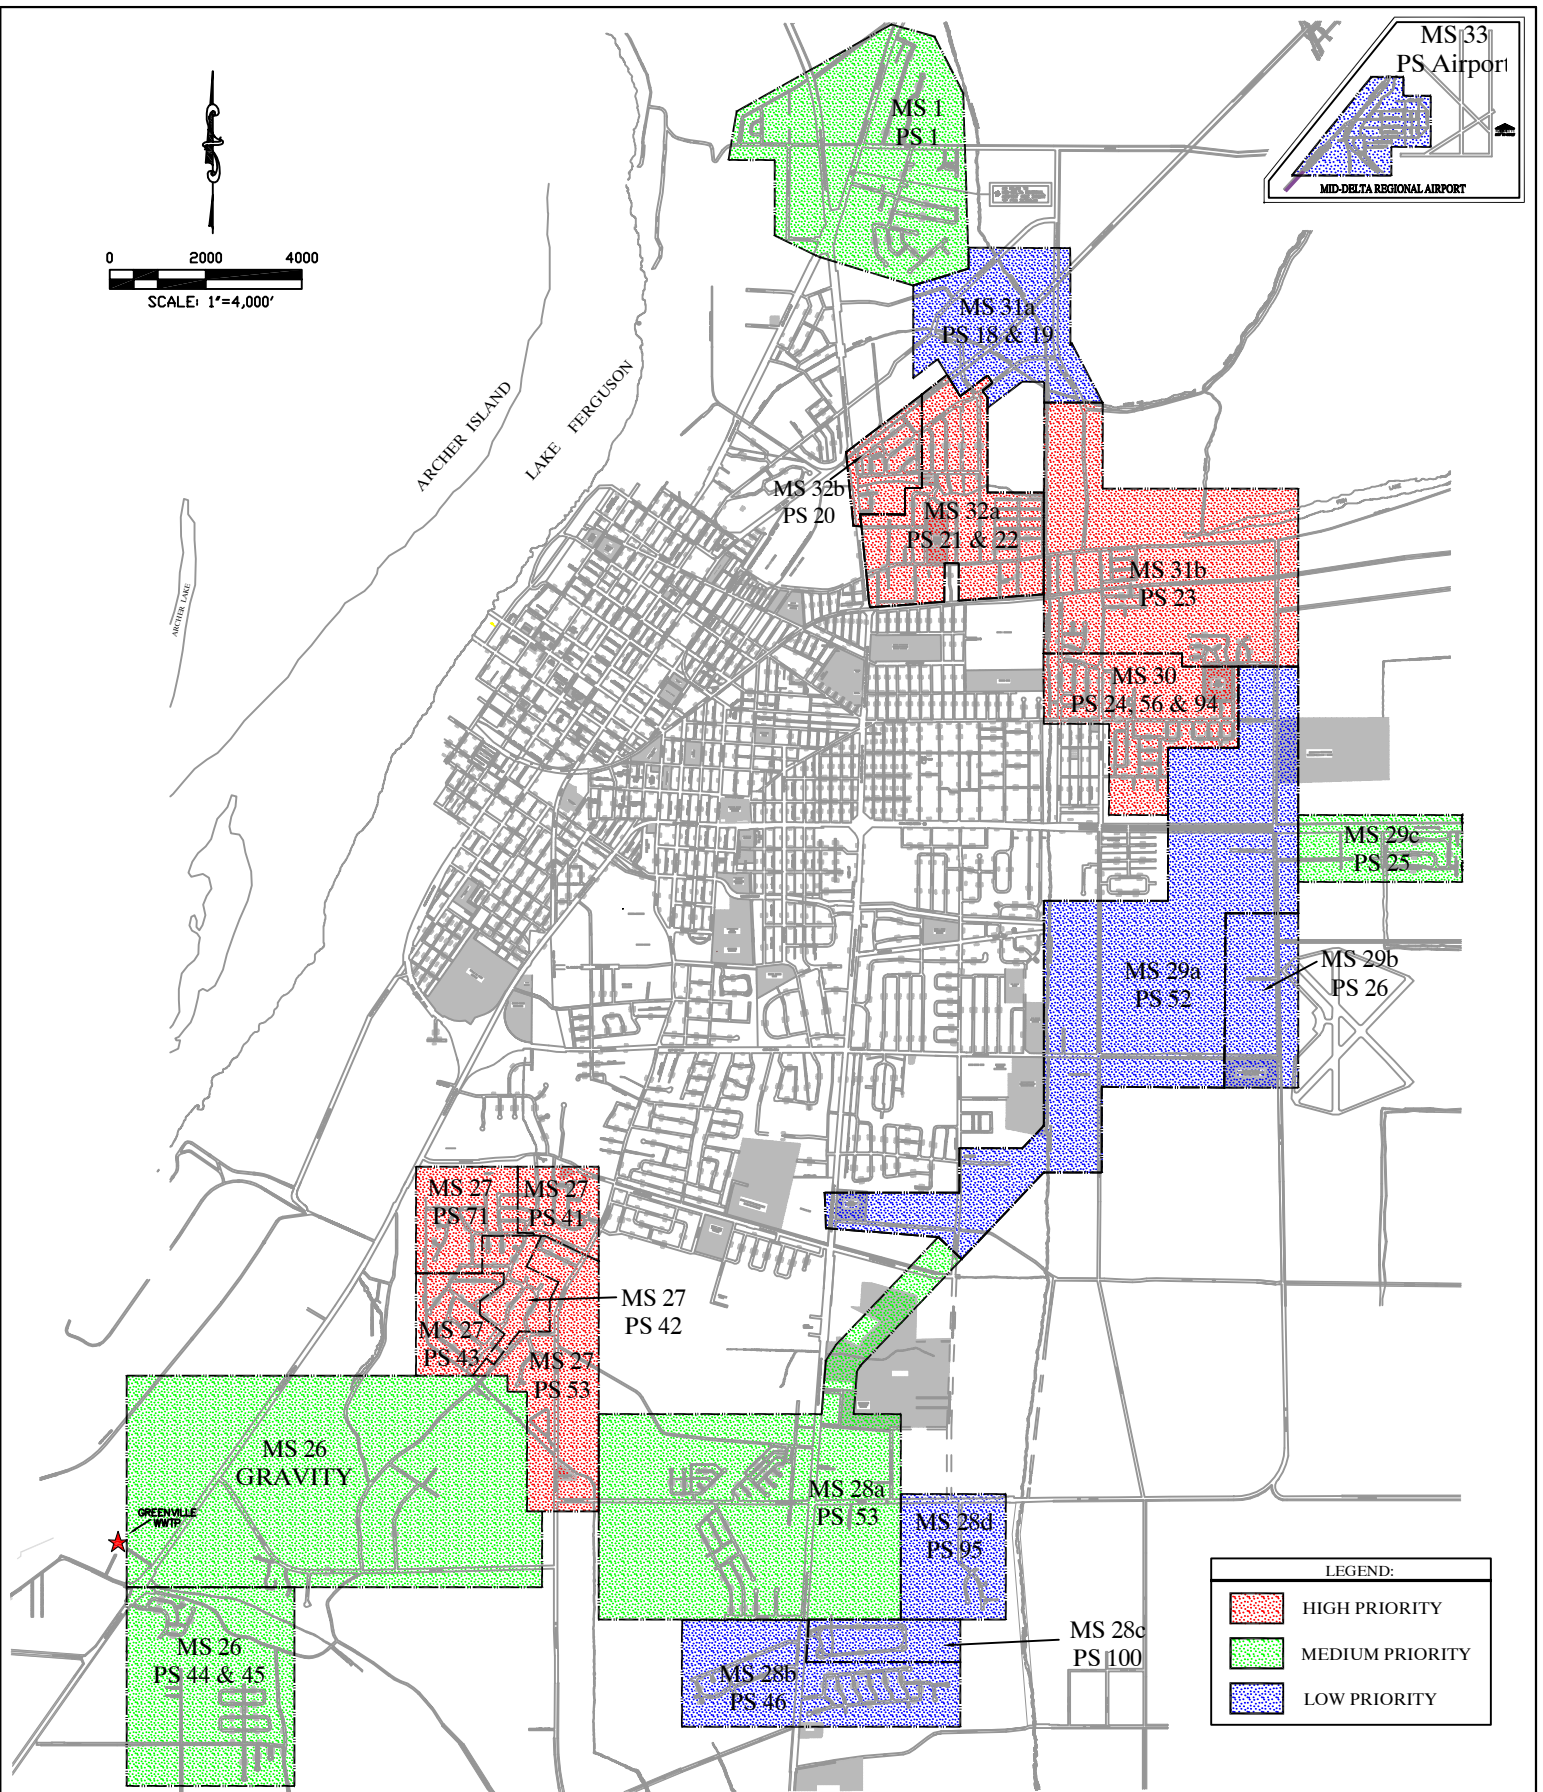 MS 33
PS Airport
MID-DELTA REGIONAL AIRPORT
MS 1
PS 1
0 2000 4000
SCALE: 1"=4,000'
MS 31a
PS 18 & 19
ARCHER ISLAND
LAKE FERGUSON
MS 32b
PS 20
MS 32a
PS 21 & 22
MS 31b
PS 23
ARCHER LAKE
MS 30
PS 24, 56 & 94
MS 29c
PS 25
MS 29a
PS 52
MS 29b
PS 26
MS 27
PS 71
MS 27
PS 41
MS 27
PS 42
MS 27
PS 43
MS 27
PS 53
MS 26
GRAVITY
MS 28a
PS 53
GREENVILLE
WWTP
MS 28d
PS 95
MS 26
PS 44 & 45
MS 28b
PS 46
MS 28c
PS 100
LEGEND:
HIGH PRIORITY
MEDIUM PRIORITY
LOW PRIORITY